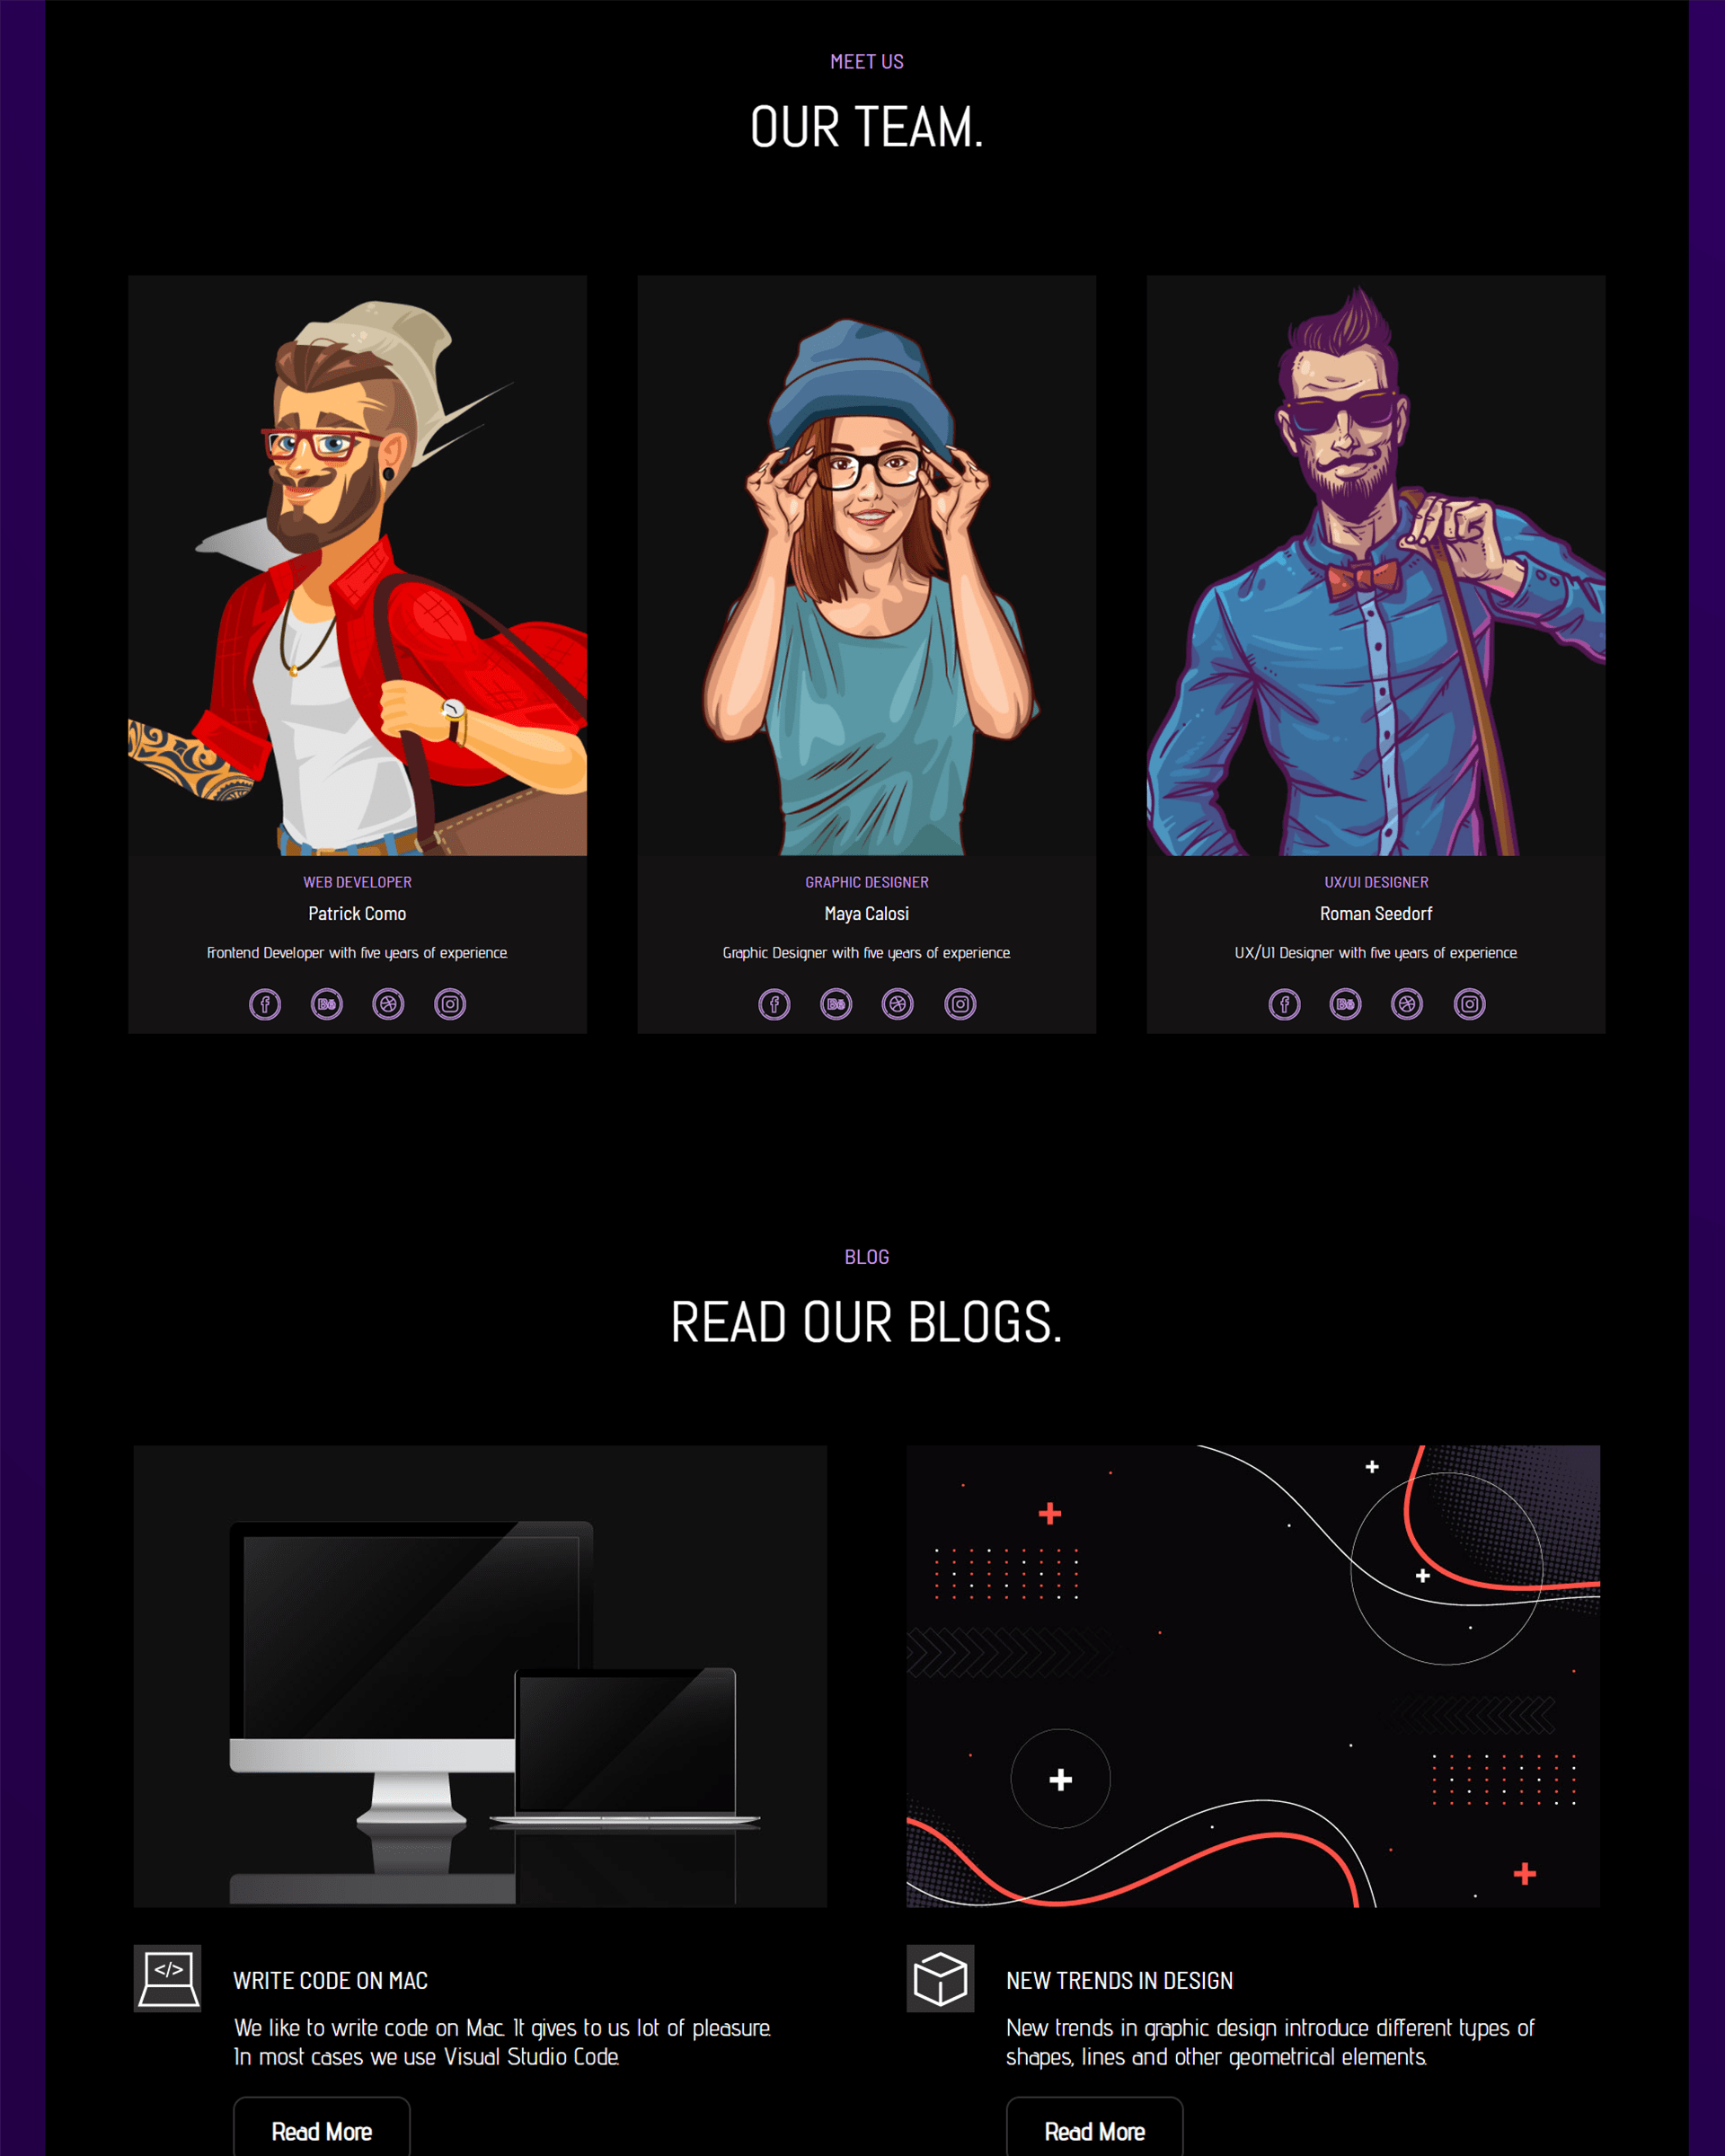 MEET US
OUR TEAM.
WEB DEVELOPER
Patrick Como
Frontend Developer with five years of experience
Bē
GRAPHIC DESIGNER
Maya Calosi
Graphic Designer with five years of experience
Bē
UX/UI DESIGNER
Roman Seedorf
UX/UI Designer with five years of experience
Bē
BLOG
READ OUR BLOGS.
</>
WRITE CODE ON MAC
We like to write code on Mac. It gives to us lot of pleasure.
In most cases we use Visual Studio Code.
Read More
NEW TRENDS IN DESIGN
New trends in graphic design introduce different types of
shapes, lines and other geometrical elements.
Read More